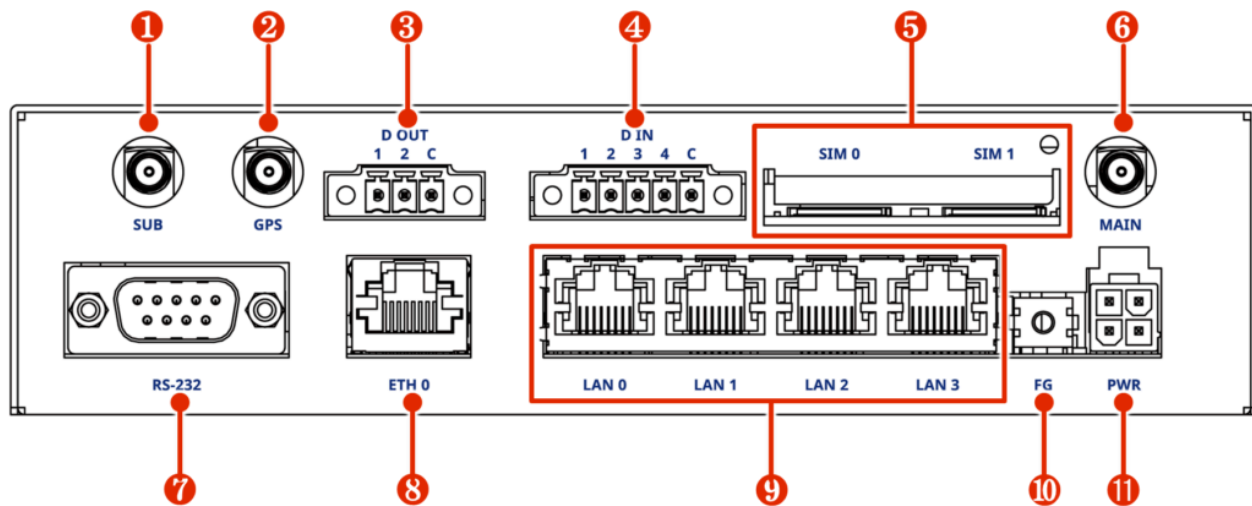 1 2 3 4 5 6
D OUT D IN
1 2 C 1 2 3 4 C SIM 0 SIM 1
SUB GPS MAIN
RS-232 ETH 0 LAN 0 LAN 1 LAN 2 LAN 3 FG PWR
7 8 9 10 11